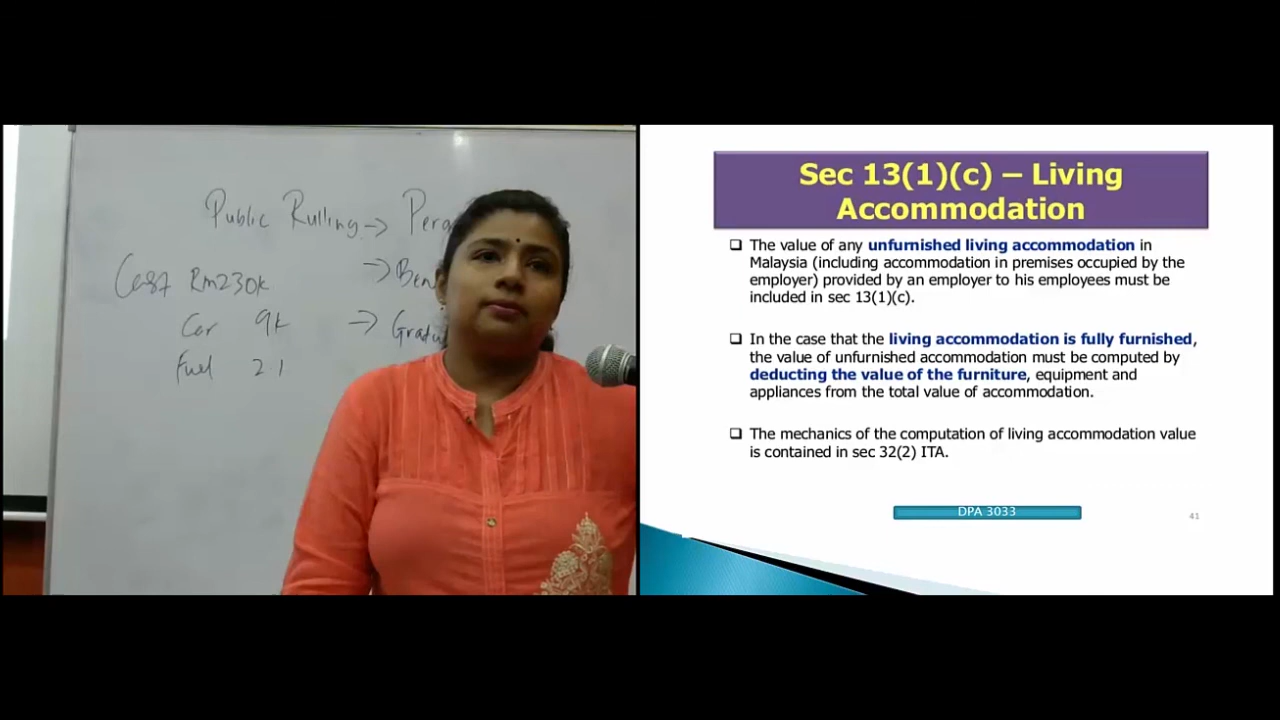 Public Rulling →
Cost Rm230k
→
Car 9k
→
Fuel 2.1
Sec 13(1)(c) – Living
Accommodation
❑ The value of any unfurnished living accommodation in
Malaysia (including accommodation in premises occupied by the
employer) provided by an employer to his employees must be
included in sec 13(1)(c).
❑ In the case that the living accommodation is fully furnished,
the value of unfurnished accommodation must be computed by
deducting the value of the furniture, equipment and
appliances from the total value of accommodation.
❑ The mechanics of the computation of living accommodation value
is contained in sec 32(2) ITA.
DPA 3033
41